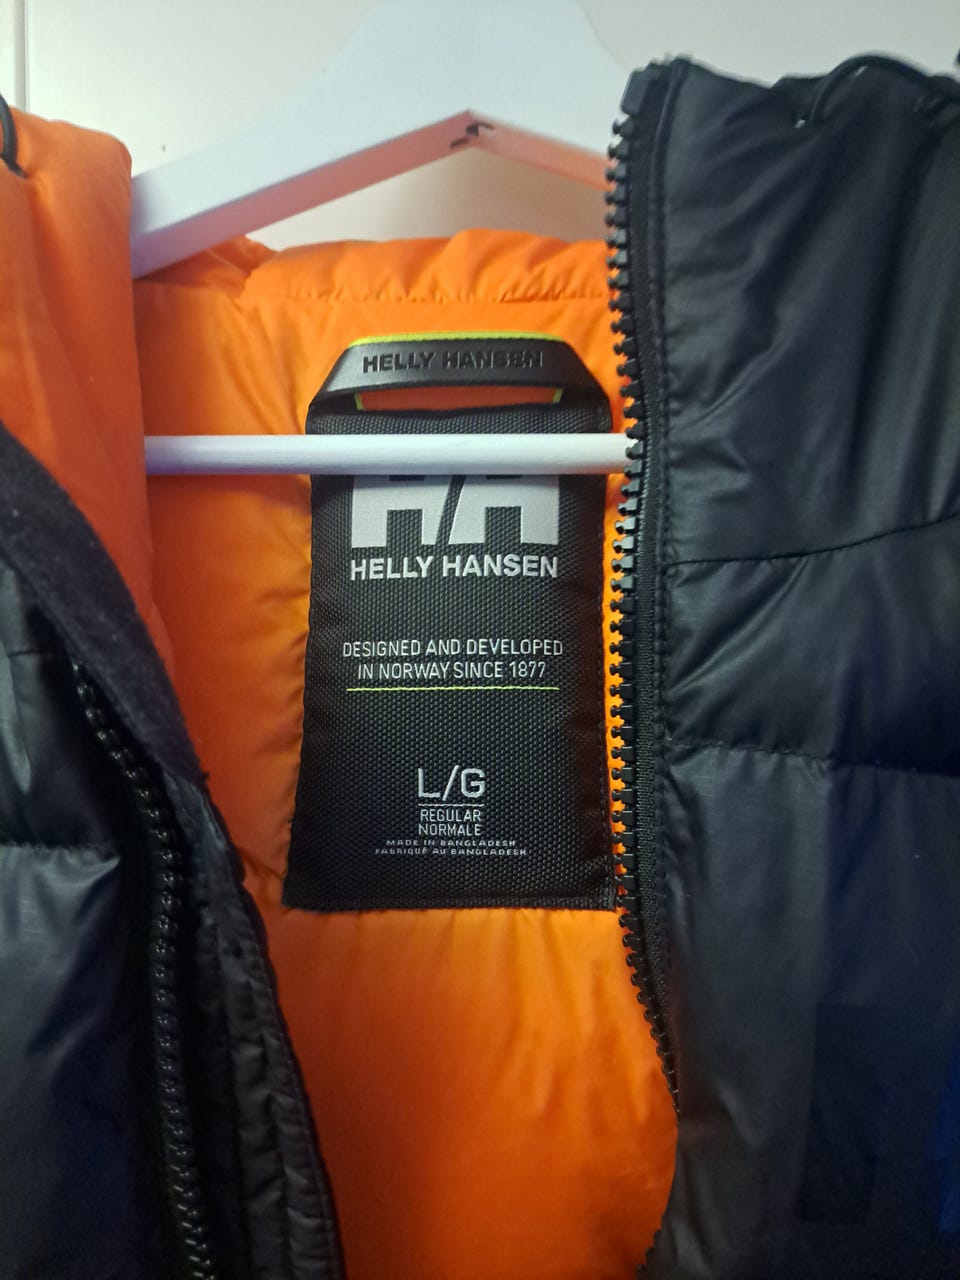 HELLY HANSEN
HH
HELLY HANSEN
DESIGNED AND DEVELOPED
IN NORWAY SINCE 1877
L/G
REGULAR
NORMALE
MADE IN BANGLADESH
FABRIQUÉ AU BANGLADESH